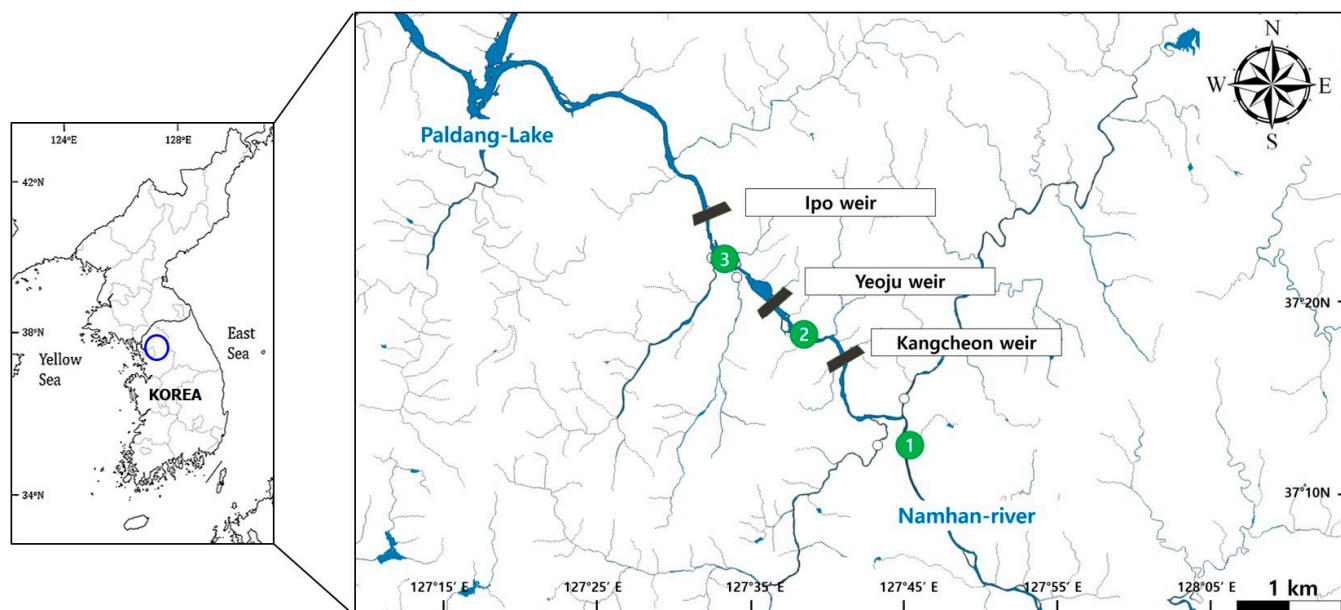 124°E
128°E
42°N
38°N
34°N
Yellow
Sea
East
Sea
KOREA
N
W
E
S
Paldang-Lake
Ipo weir
3
Yeoju weir
37°20' N
2
Kangcheon weir
1
37°10' N
Namhan-river
127°15' E
127°25' E
127°35' E
127°45' E
127°55' E
128°05' E
1 km